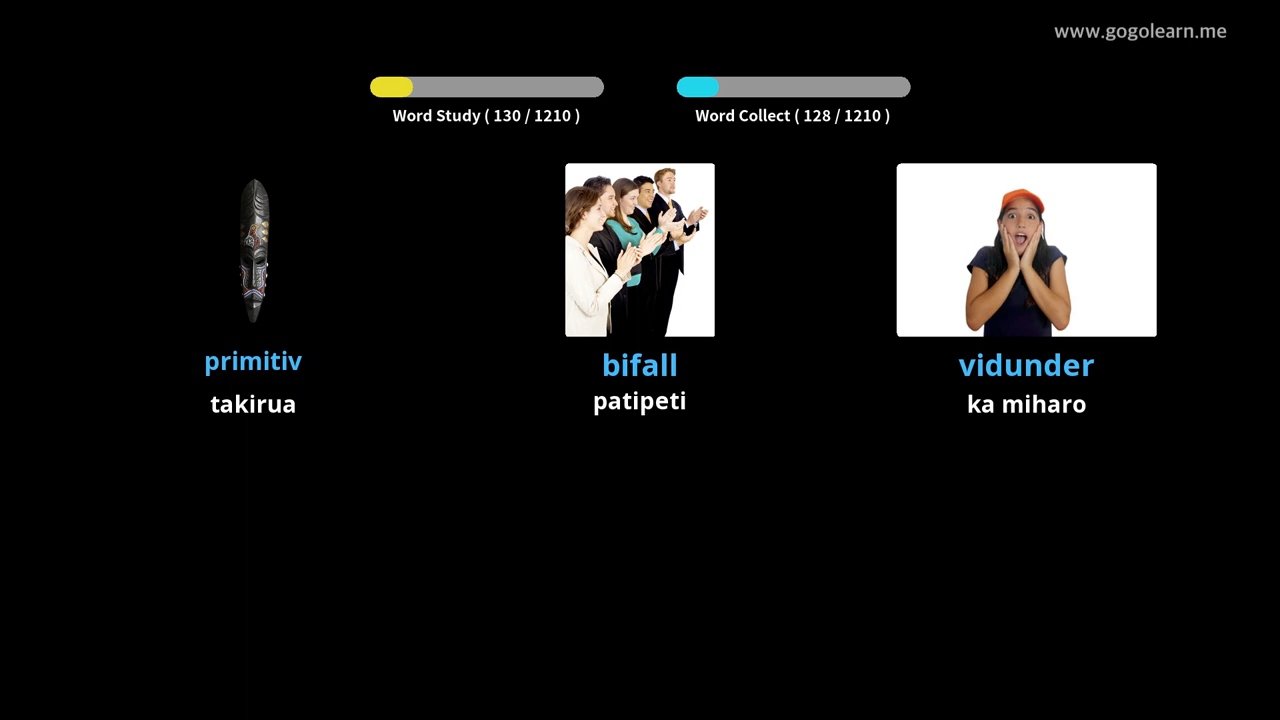 www.gogolearn.me
Word Study ( 130 / 1210 )
Word Collect ( 128 / 1210 )
primitiv
takirua
bifall
patipeti
vidunder
ka miharo